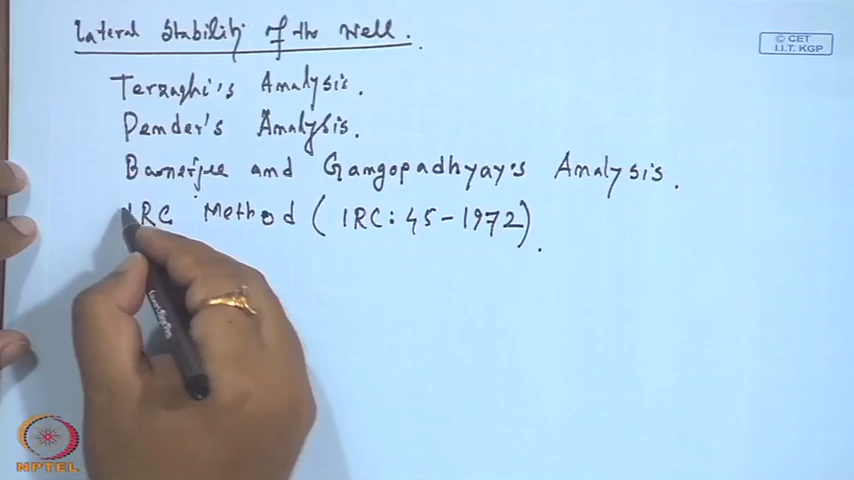 Lateral Stability of the Well.
© CET
I.I.T. KGP
Terzaghi's Analysis.
Pender's Analysis.
Banerjee and Gangopadhyay's Analysis.
IRC Method (IRC: 45-1972).
NPTEL